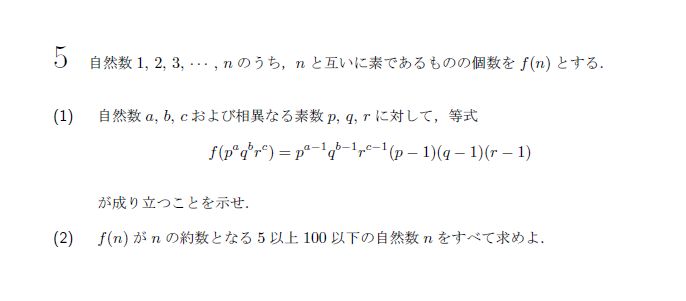 5 自然数 1, 2, 3, ⋯ , n のうち，n と互いに素であるものの個数を f(n) とする．
(1) 自然数 a, b, c および相異なる素数 p, q, r に対して，等式
f(pᵃqᵇrᶜ) = pᵃ⁻¹qᵇ⁻¹rᶜ⁻¹(p − 1)(q − 1)(r − 1)
が成り立つことを示せ．
(2) f(n) が n の約数となる 5 以上 100 以下の自然数 n をすべて求めよ．